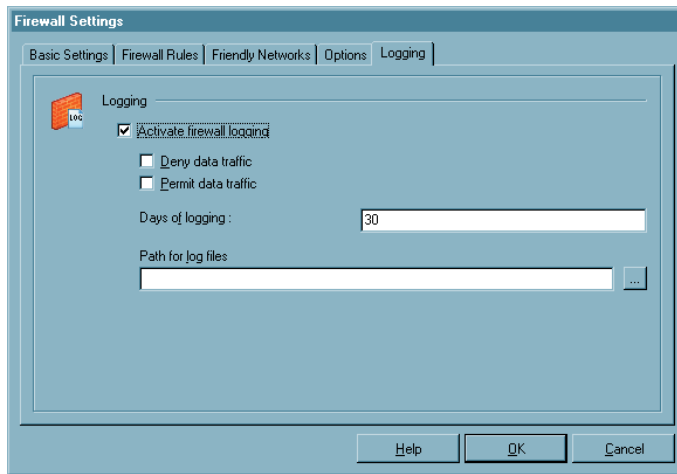 Firewall Settings
Basic Settings Firewall Rules Friendly Networks Options Logging
LOG
Logging
Activate firewall logging
Deny data traffic
Permit data traffic
Days of logging : 30
Path for log files
...
Help OK Cancel